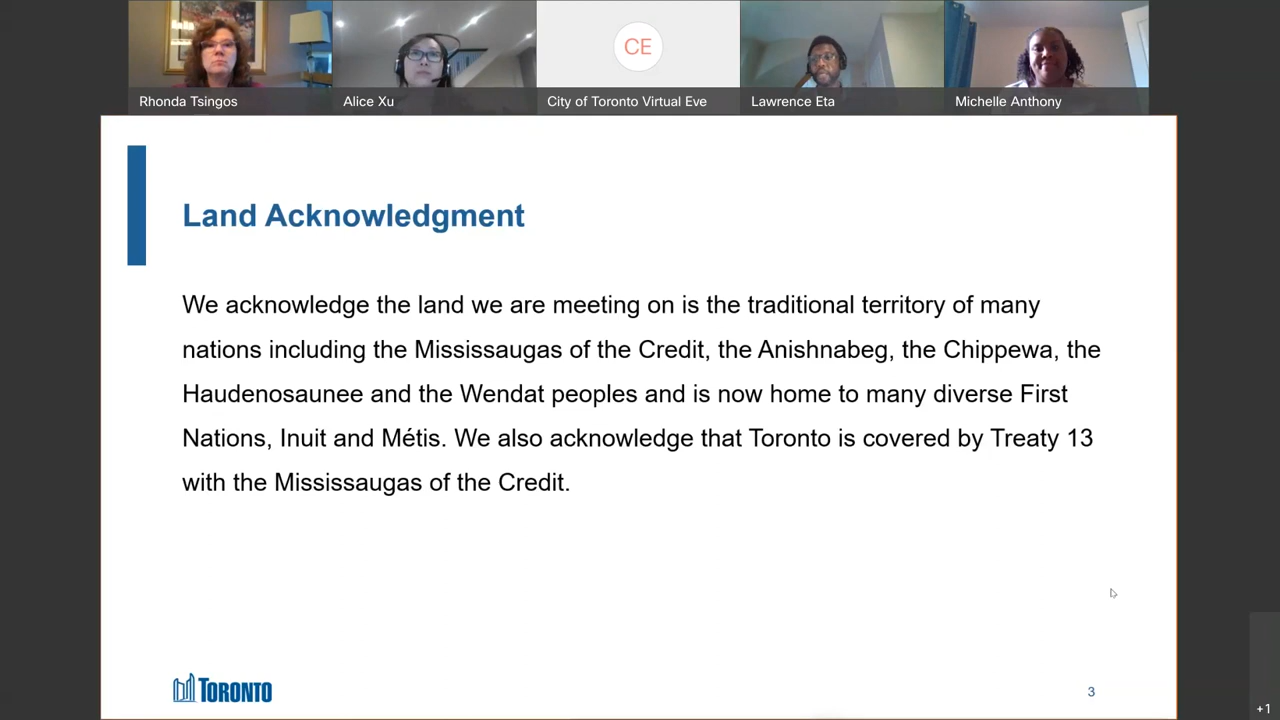 Rhonda Tsingos
Alice Xu
CE
City of Toronto Virtual Eve
Lawrence Eta
Michelle Anthony
Land Acknowledgment
We acknowledge the land we are meeting on is the traditional territory of many
nations including the Mississaugas of the Credit, the Anishnabeg, the Chippewa, the
Haudenosaunee and the Wendat peoples and is now home to many diverse First
Nations, Inuit and Métis. We also acknowledge that Toronto is covered by Treaty 13
with the Mississaugas of the Credit.
TORONTO
3
+1